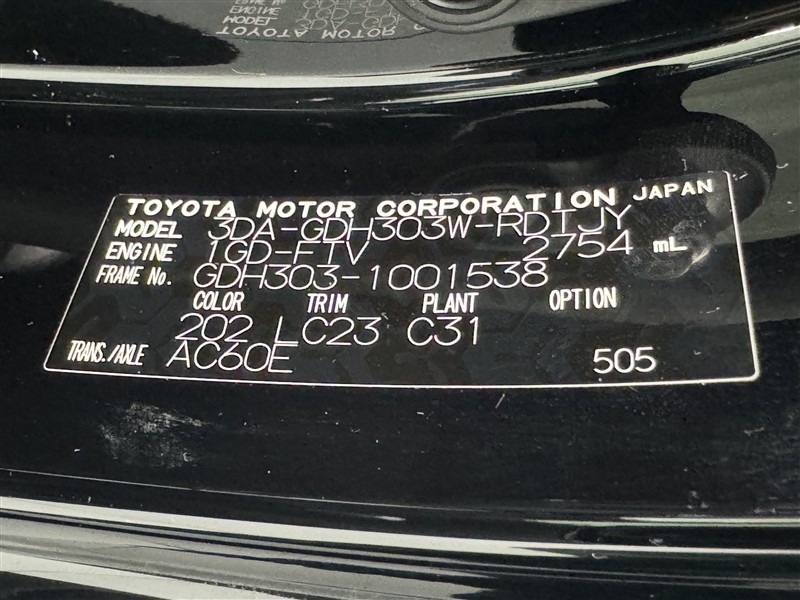 TOYOTA MOTOR CORPORATION JAPAN
MODEL 3DA-GDH303W-RDTJY
ENGINE 1GD-FTV 2754 mL
FRAME No. GDH303-1001538
COLOR TRIM PLANT OPTION
202 LC23 C31
TRANS./AXLE AC60E 505